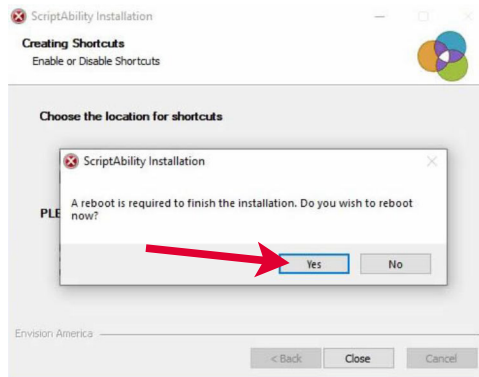 ScriptAbility Installation
Creating Shortcuts
Enable or Disable Shortcuts
Choose the location for shortcuts
ScriptAbility Installation
A reboot is required to finish the installation. Do you wish to reboot
now?
PLE
Yes No
Envision America
< Back Close Cancel